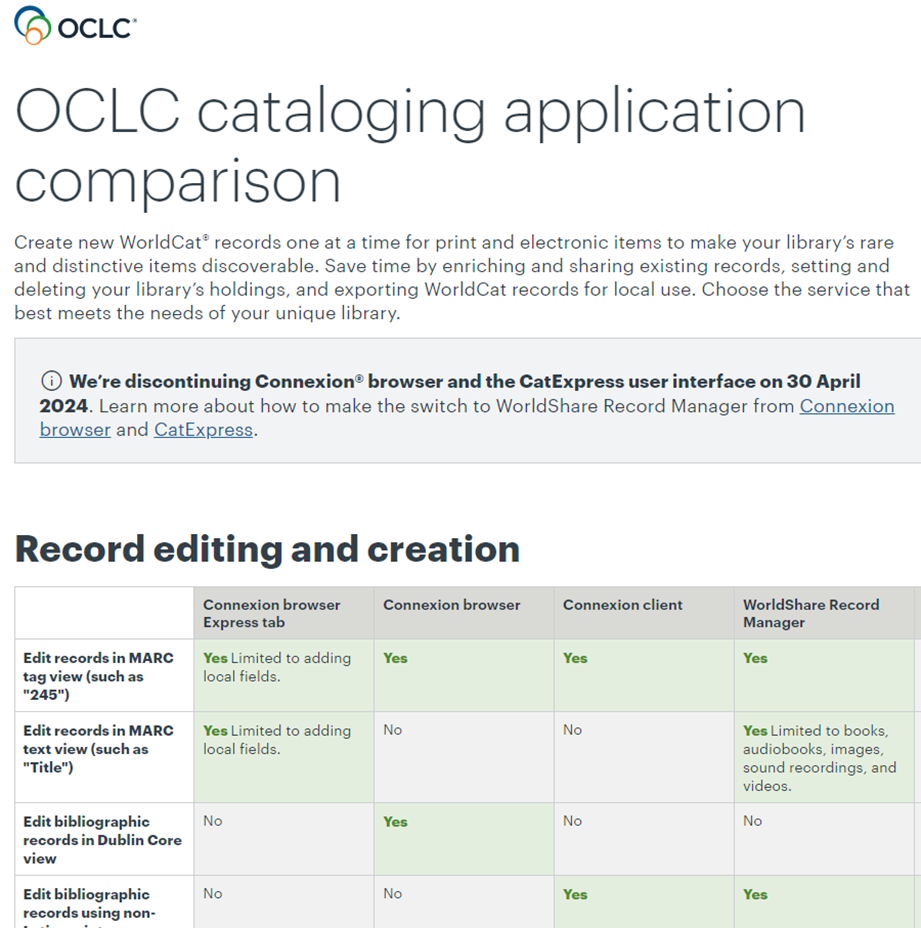 OCLC®
OCLC cataloging application
comparison
Create new WorldCat® records one at a time for print and electronic items to make your library’s rare
and distinctive items discoverable. Save time by enriching and sharing existing records, setting and
deleting your library’s holdings, and exporting WorldCat records for local use. Choose the service that
best meets the needs of your unique library.
We’re discontinuing Connexion® browser and the CatExpress user interface on 30 April
2024. Learn more about how to make the switch to WorldShare Record Manager from Connexion
browser and CatExpress.
Record editing and creation
Connexion browser
Express tab
Connexion browser
Connexion client
WorldShare Record
Manager
Edit records in MARC
tag view (such as
"245")
Yes Limited to adding
local fields.
Yes
Yes
Yes
Edit records in MARC
text view (such as
"Title")
Yes Limited to adding
local fields.
No
No
Yes Limited to books,
audiobooks, images,
sound recordings, and
videos.
Edit bibliographic
records in Dublin Core
view
No
Yes
No
No
Edit bibliographic
records using non-
No
No
Yes
Yes